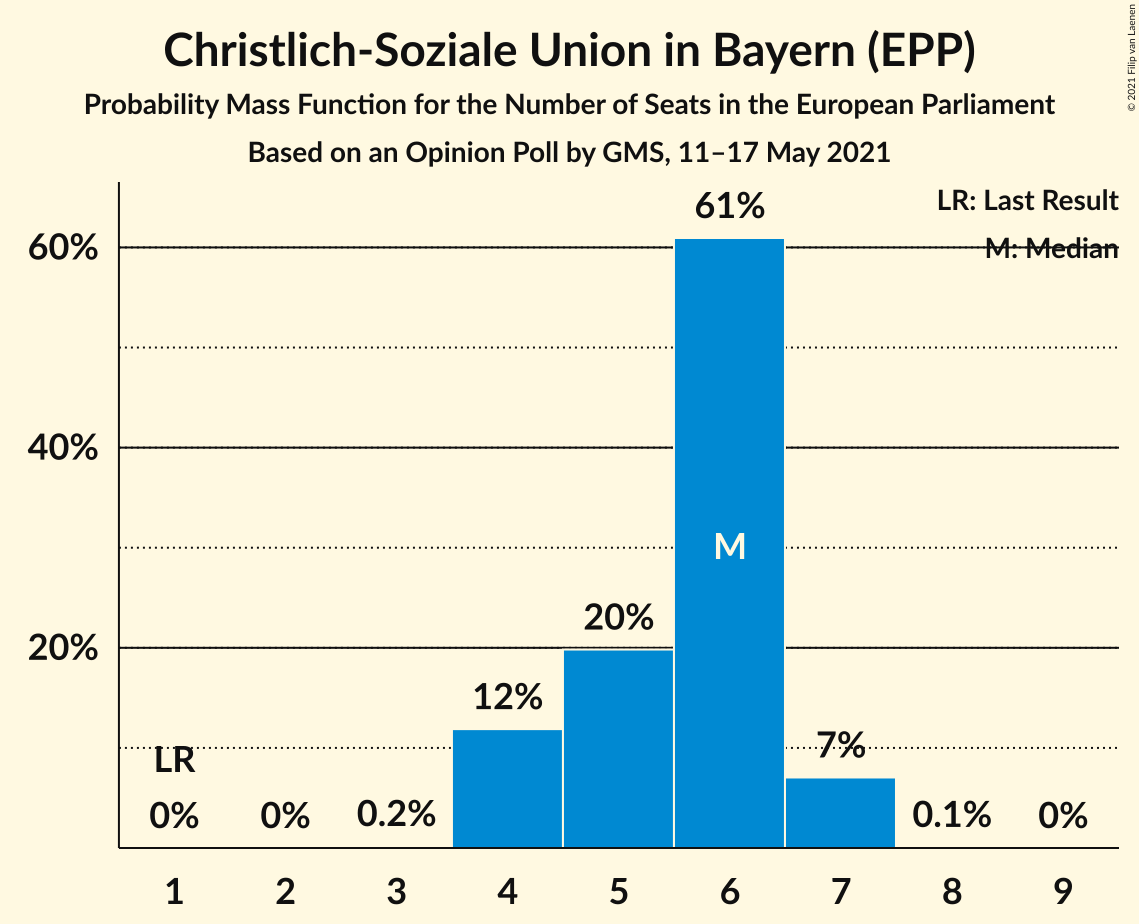 Christlich-Soziale Union in Bayern (EPP)
Probability Mass Function for the Number of Seats in the European Parliament
Based on an Opinion Poll by GMS, 11–17 May 2021
© 2021 Filip van Laenen
LR: Last Result
M: Median
61%
60%
40%
M
20%
20%
12%
LR
7%
0%
0%
0.2%
0.1%
0%
1 2 3 4 5 6 7 8 9